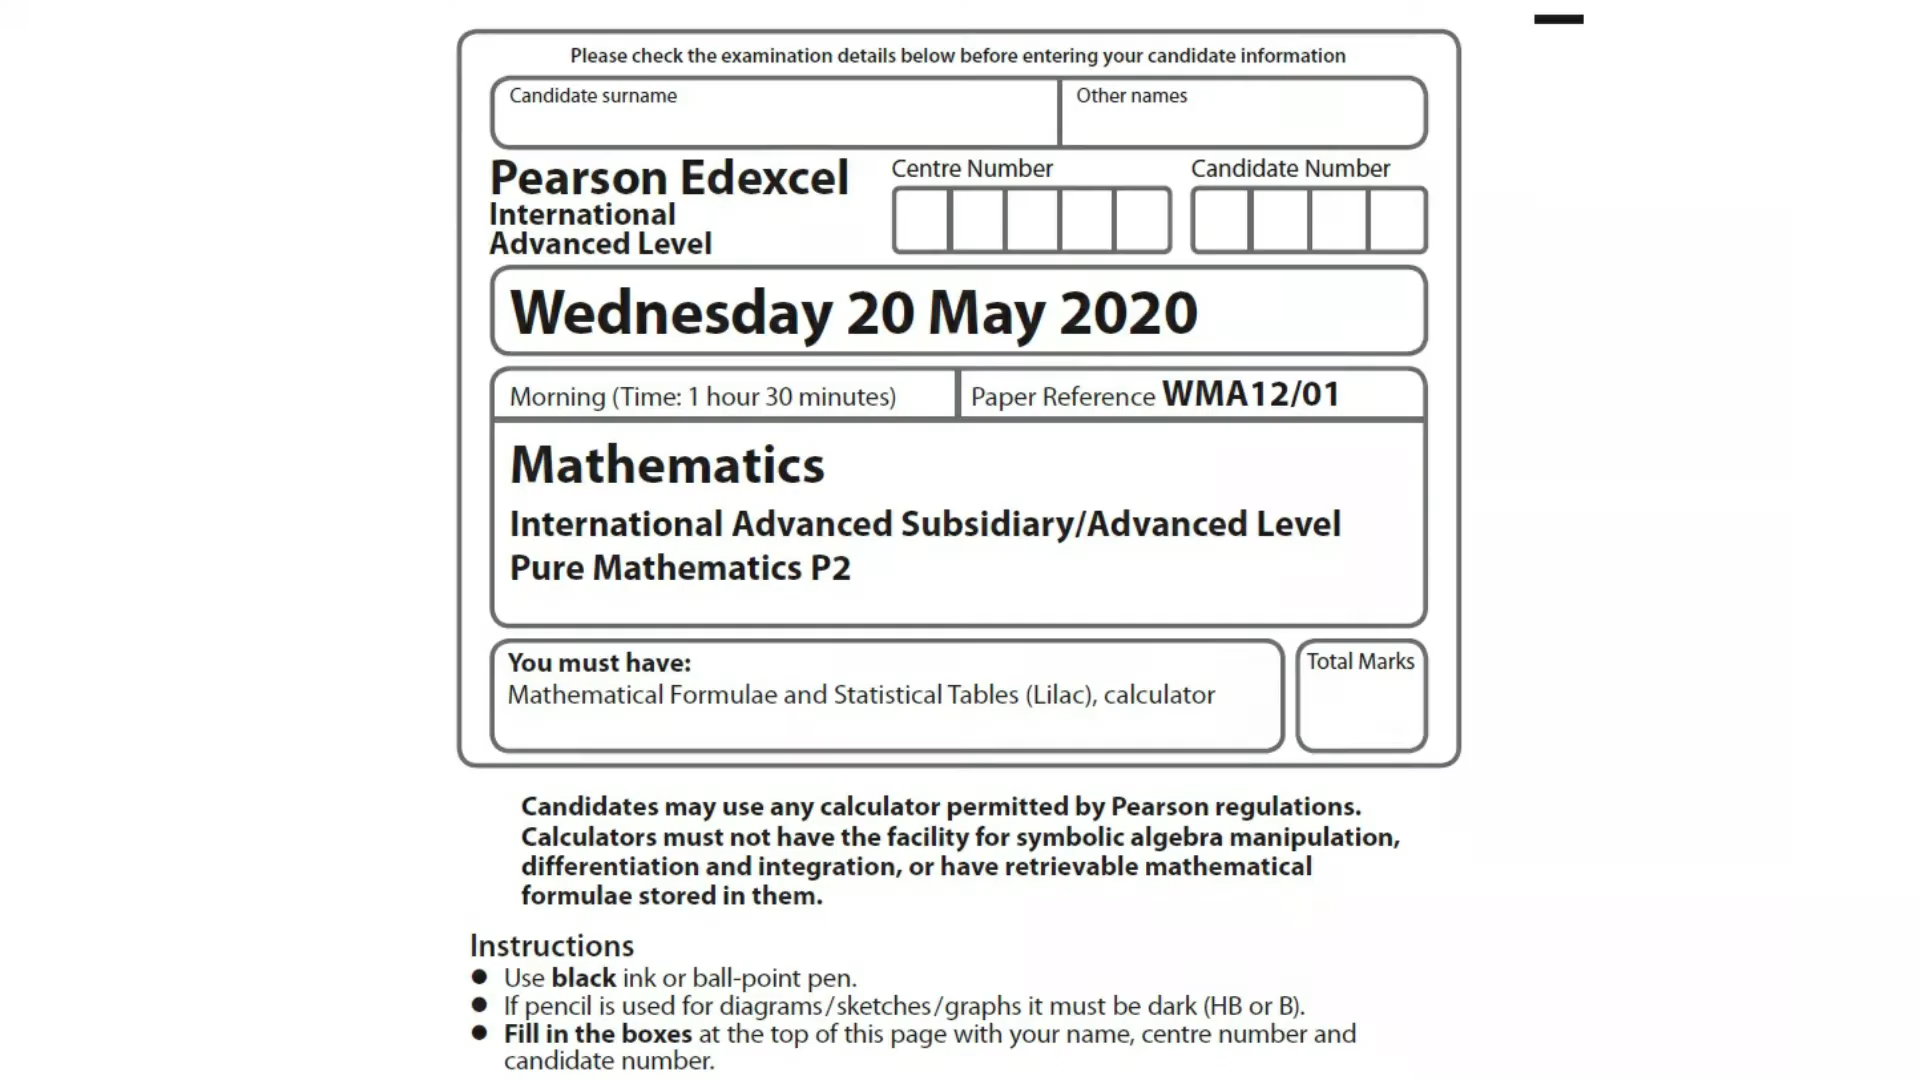 Please check the examination details below before entering your candidate information
Candidate surname
Other names
Pearson Edexcel
International
Advanced Level
Centre Number
Candidate Number
Wednesday 20 May 2020
Morning (Time: 1 hour 30 minutes)
Paper Reference WMA12/01
Mathematics
International Advanced Subsidiary/Advanced Level
Pure Mathematics P2
You must have:
Mathematical Formulae and Statistical Tables (Lilac), calculator
Total Marks
Candidates may use any calculator permitted by Pearson regulations.
Calculators must not have the facility for symbolic algebra manipulation,
differentiation and integration, or have retrievable mathematical
formulae stored in them.
Instructions
● Use black ink or ball-point pen.
● If pencil is used for diagrams/sketches/graphs it must be dark (HB or B).
● Fill in the boxes at the top of this page with your name, centre number and
candidate number.